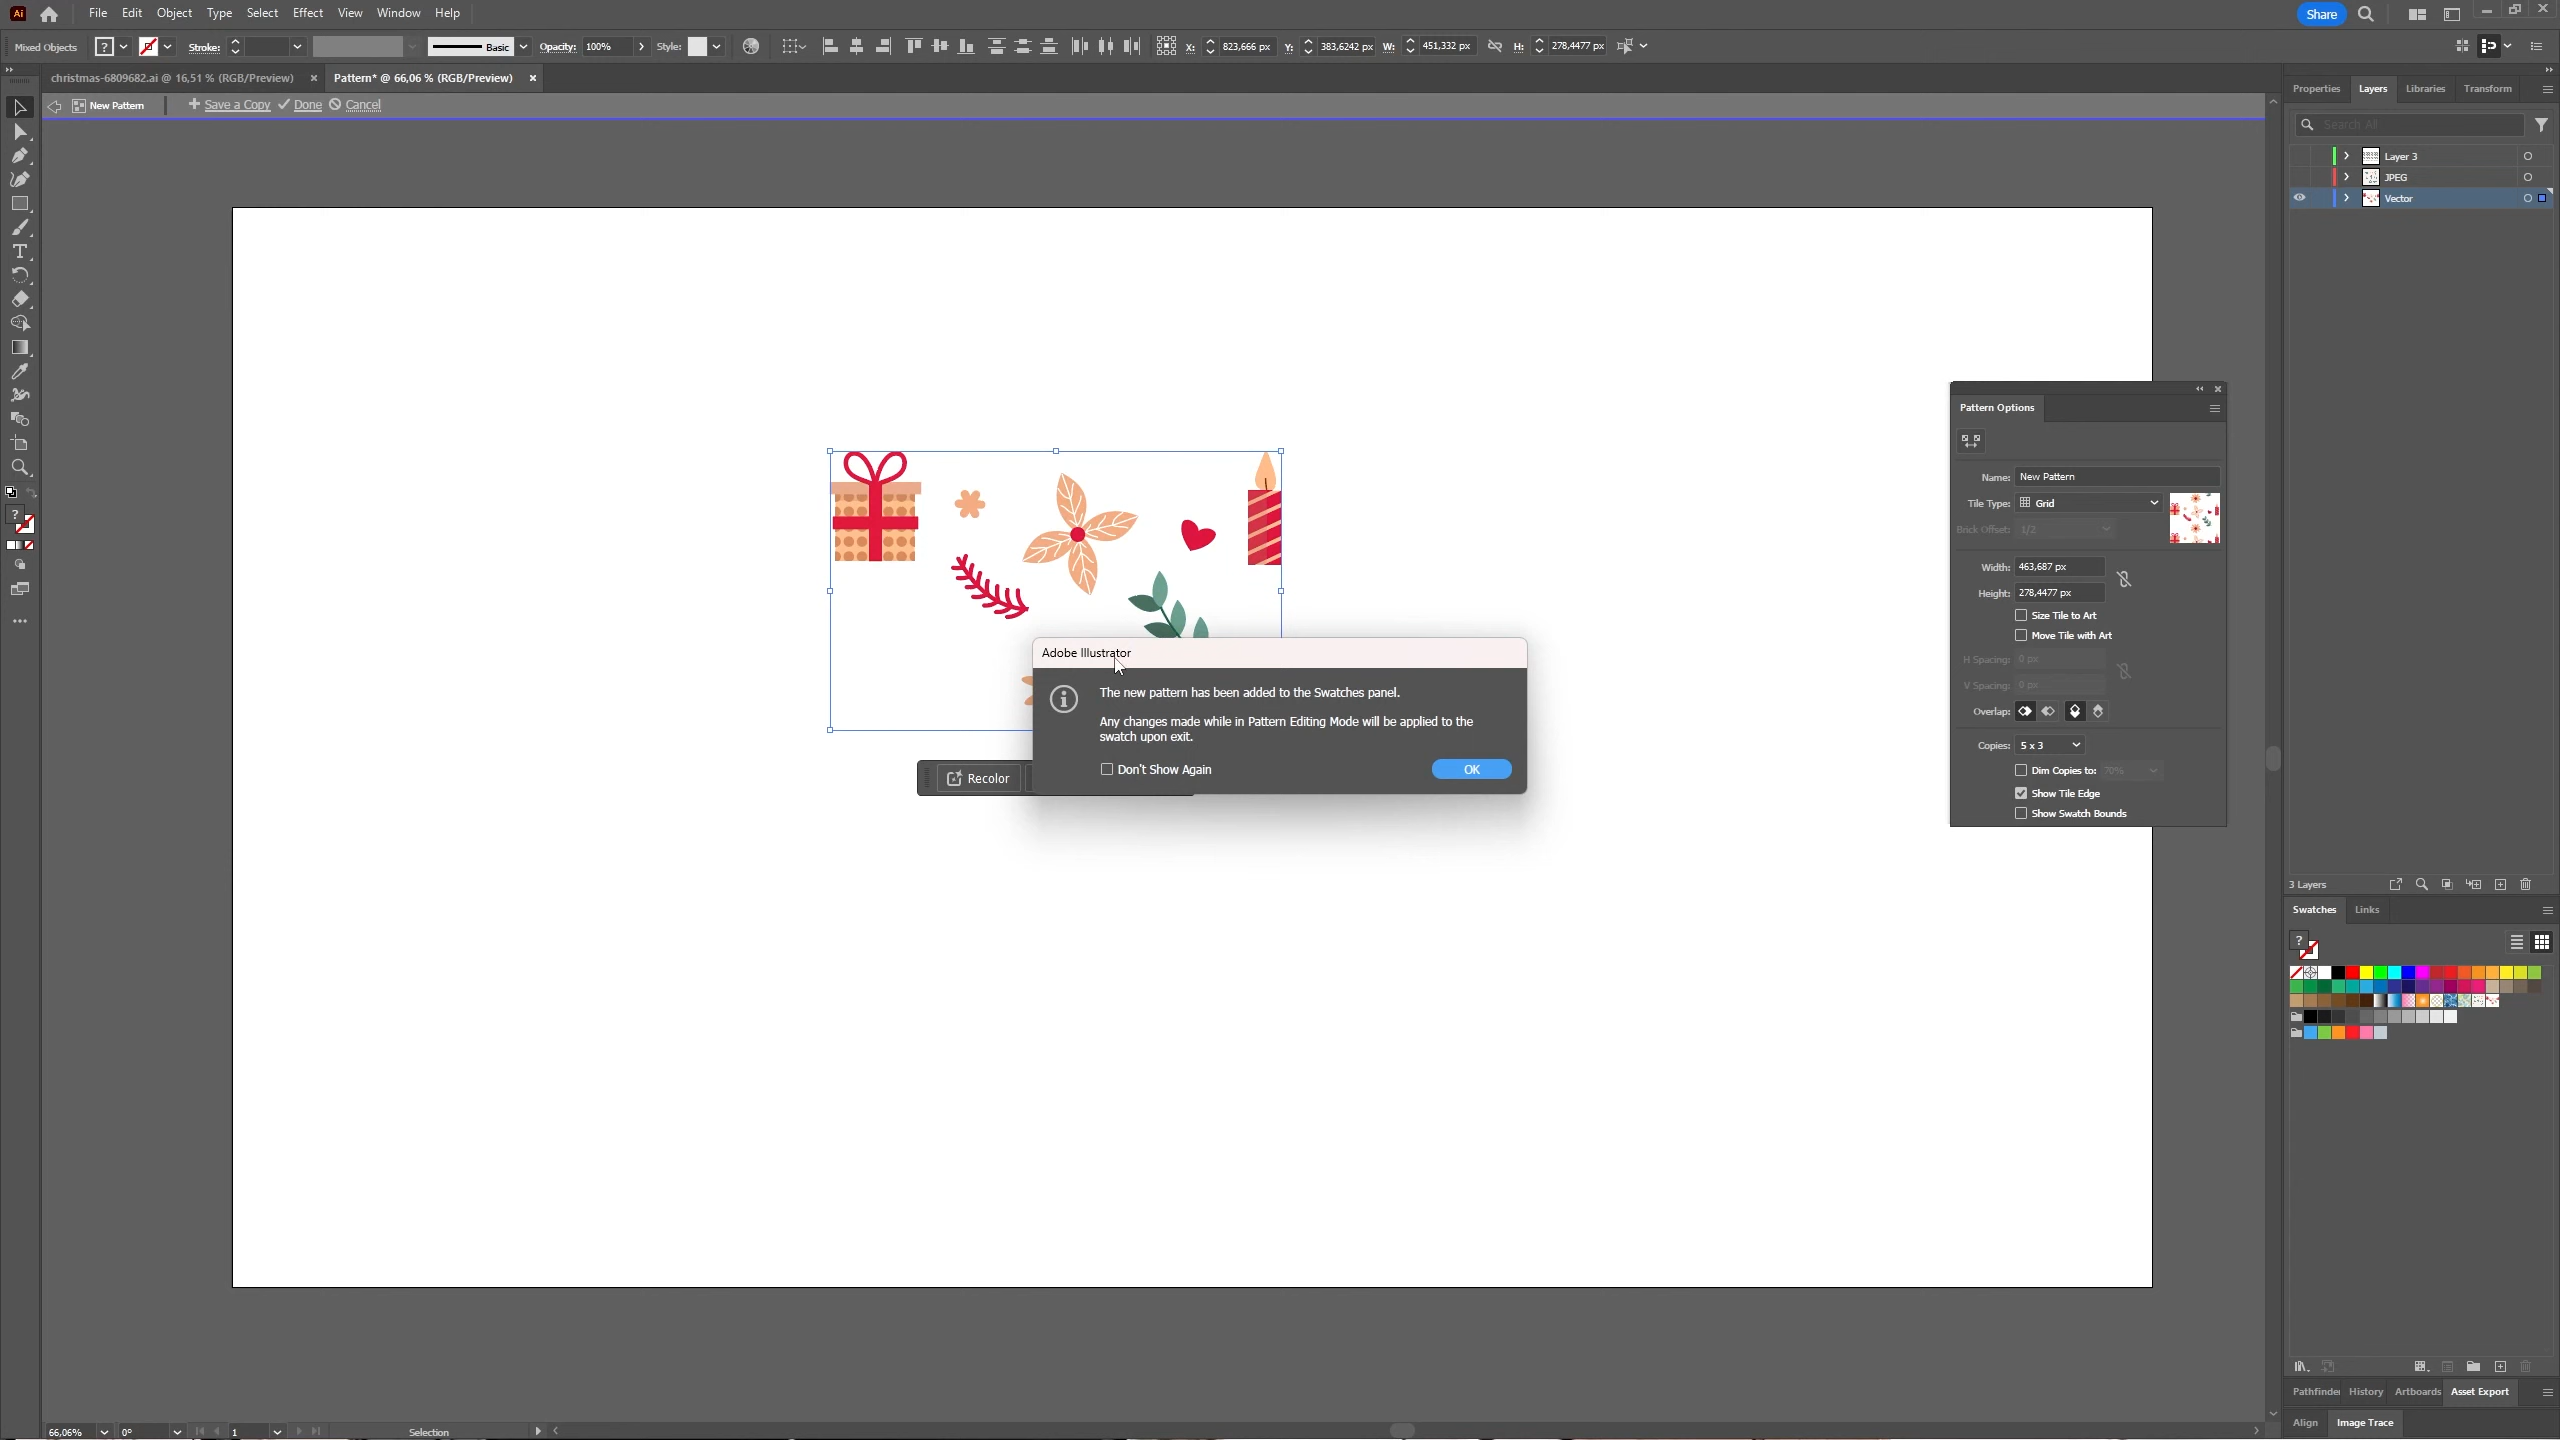 Ai
File Edit Object Type Select Effect View Window Help
Share
Mixed Objects ? Stroke: Basic Opacity: 100% Style: X: 823,666 px Y: 383,6242 px W: 451,332 px H: 278,4477 px
christmas-6809682.ai @ 16,51 % (RGB/Preview) × Pattern* @ 66,06 % (RGB/Preview) ×
New Pattern + Save a Copy Done Cancel
Properties Layers Libraries Transform
Search All
Layer 3
JPEG
Vector
Pattern Options
Name: New Pattern
Tile Type: Grid
Brick Offset: 1/2
Width: 463,687 px
Height: 278,4477 px
Size Tile to Art
Move Tile with Art
H Spacing: 0 px
V Spacing: 0 px
Overlap:
Copies: 5 x 3
Dim Copies to: 70%
Show Tile Edge
Show Swatch Bounds
Adobe Illustrator
The new pattern has been added to the Swatches panel.
Any changes made while in Pattern Editing Mode will be applied to the
swatch upon exit.
Don't Show Again OK
Recolor
3 Layers
Swatches Links
?
Pathfinder History Artboards Asset Export
Align Image Trace
66,06% 0° 1 Selection